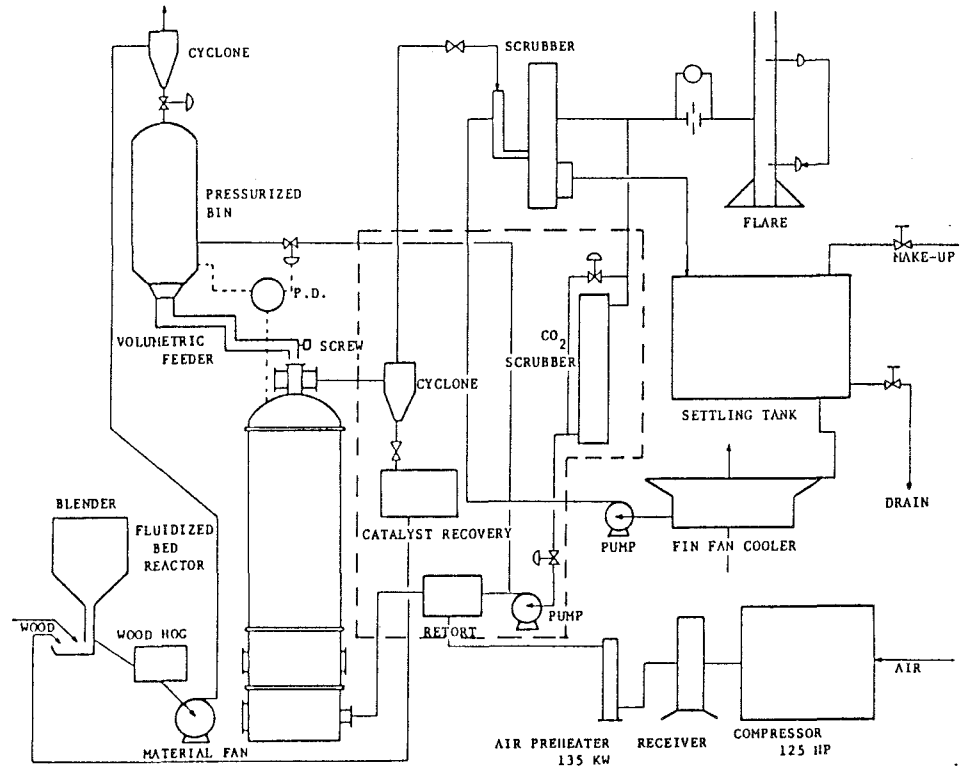 CYCLONE
SCRUBBER
PRESSURIZED
BIN
FLARE
MAKE-UP
P.D.
VOLUMETRIC
FEEDER
SCREW
CO2
SCRUBBER
CYCLONE
SETTLING TANK
BLENDER
FLUIDIZED
BED
REACTOR
CATALYST RECOVERY
PUMP
FIN FAN COOLER
DRAIN
WOOD
WOOD HOG
RETORT
PUMP
AIR
MATERIAL FAN
AIR PREHEATER
135 KW
RECEIVER
COMPRESSOR
125 HP